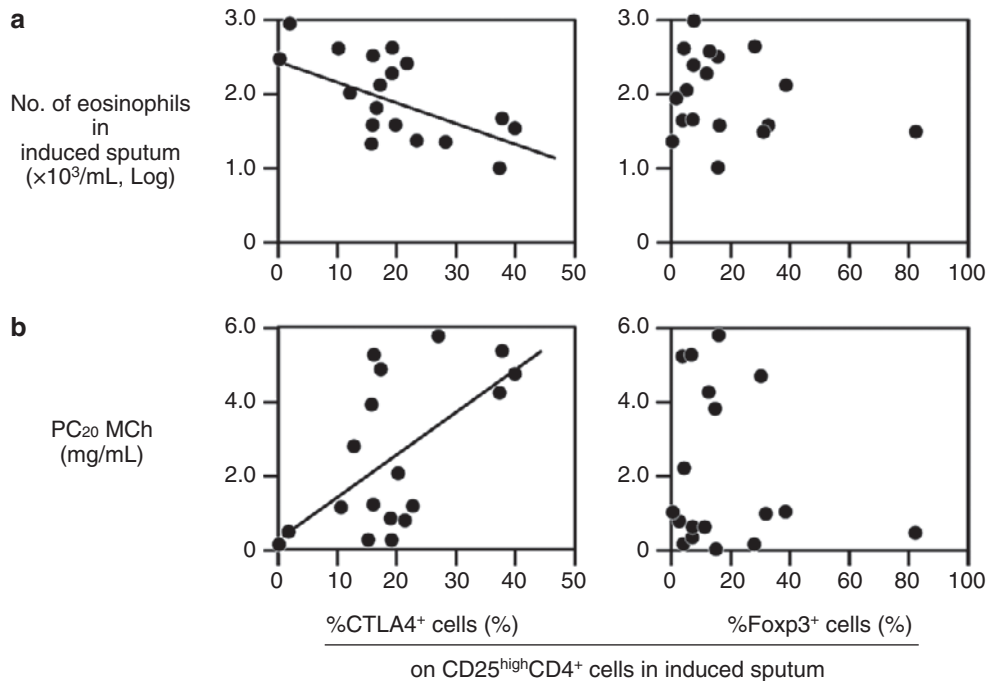 a
No. of eosinophils
in
induced sputum
(×10³/mL, Log)
3.0
2.0
1.0
0
0 10 20 30 40 50
3.0
2.0
1.0
0
0 20 40 60 80 100
b
PC₂₀ MCh
(mg/mL)
6.0
4.0
2.0
0
0 10 20 30 40 50
6.0
4.0
2.0
0
0 20 40 60 80 100
%CTLA4⁺ cells (%) %Foxp3⁺ cells (%)
on CD25ʰⁱᵍʰCD4⁺ cells in induced sputum